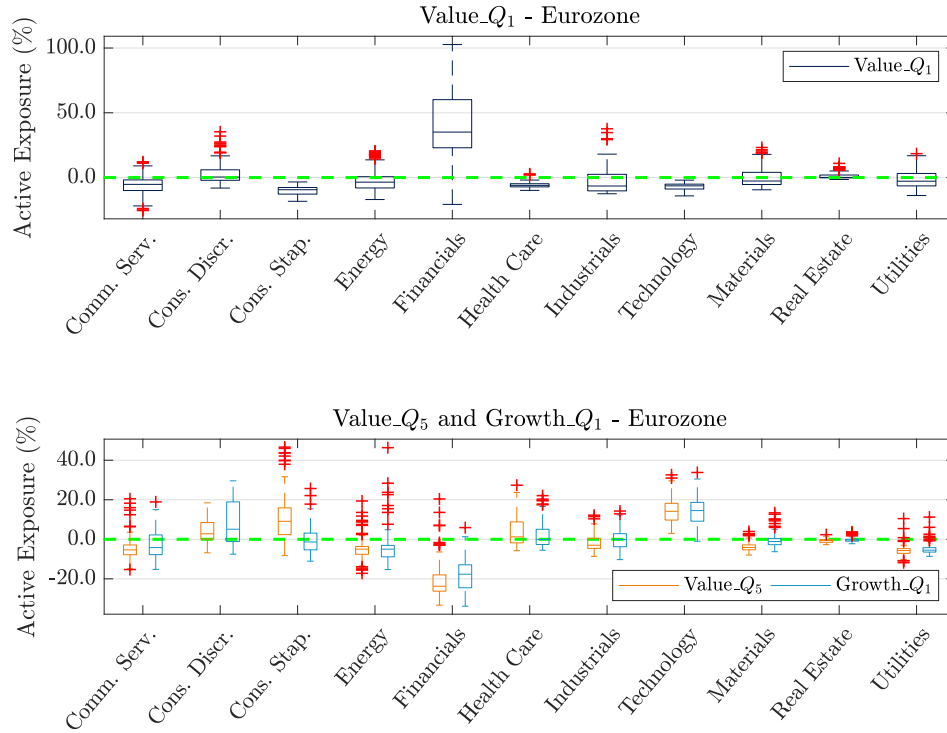 Value_Q1 - Eurozone
Active Exposure (%)
100.0
50.0
0.0
Value_Q1
Comm. Serv.
Cons. Discr.
Cons. Stap.
Energy
Financials
Health Care
Industrials
Technology
Materials
Real Estate
Utilities
Value_Q5 and Growth_Q1 - Eurozone
Active Exposure (%)
40.0
20.0
0.0
-20.0
Value_Q5 Growth_Q1
Comm. Serv.
Cons. Discr.
Cons. Stap.
Energy
Financials
Health Care
Industrials
Technology
Materials
Real Estate
Utilities